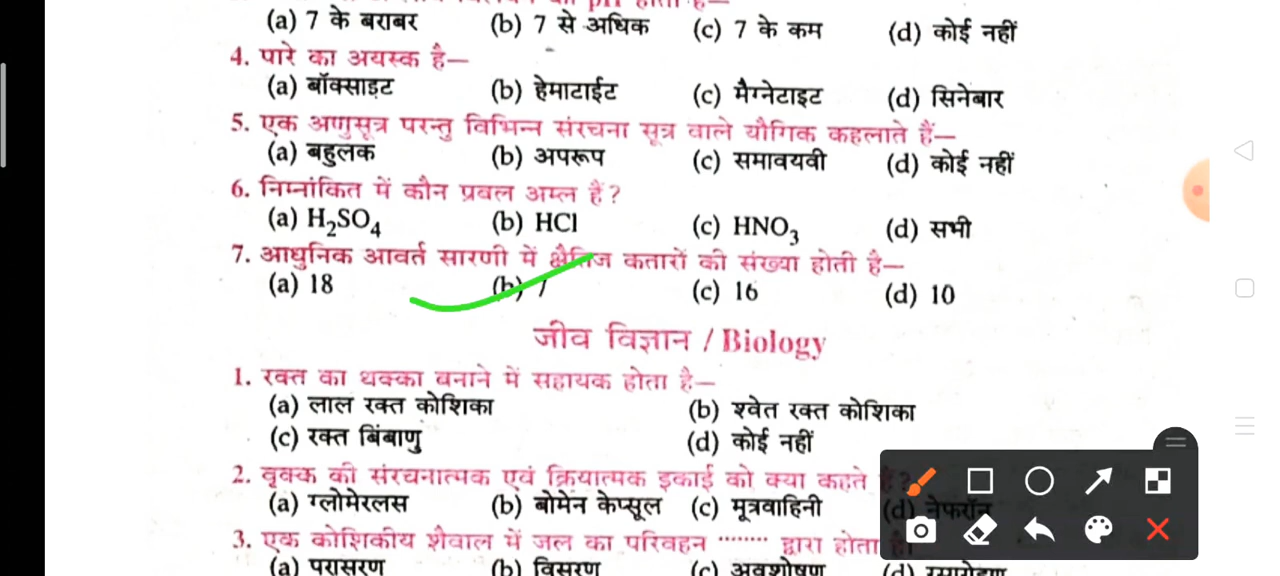 (a) 7 के बराबर (b) 7 से अधिक (c) 7 के कम (d) कोई नहीं
4. पारे का अयस्क है—
(a) बॉक्साइट (b) हेमाटाईट (c) मैग्नेटाइट (d) सिनेबार
5. एक अणुसूत्र परन्तु विभिन्न संरचना सूत्र वाले यौगिक कहलाते हैं—
(a) बहुलक (b) अपरूप (c) समावयवी (d) कोई नहीं
6. निम्नांकित में कौन प्रबल अम्ल हैं?
(a) H₂SO₄ (b) HCl (c) HNO₃ (d) सभी
7. आधुनिक आवर्त सारणी में क्षैतिज कतारों की संख्या होती है—
(a) 18 (b) 7 (c) 16 (d) 10
जीव विज्ञान / Biology
1. रक्त का थक्का बनाने में सहायक होता है—
(a) लाल रक्त कोशिका (b) श्वेत रक्त कोशिका
(c) रक्त बिंबाणु (d) कोई नहीं
2. वृक्क की संरचनात्मक एवं क्रियात्मक इकाई को क्या कहते है?
(a) ग्लोमेरलस (b) बोमेन केप्सूल (c) मूत्रवाहिनी (d) नेफरॉन
3. एक कोशिकीय शैवाल में जल का परिवहन ........ द्वारा होता है।
(a) परासरण (b) विसरण (c) अवशोषण (d)